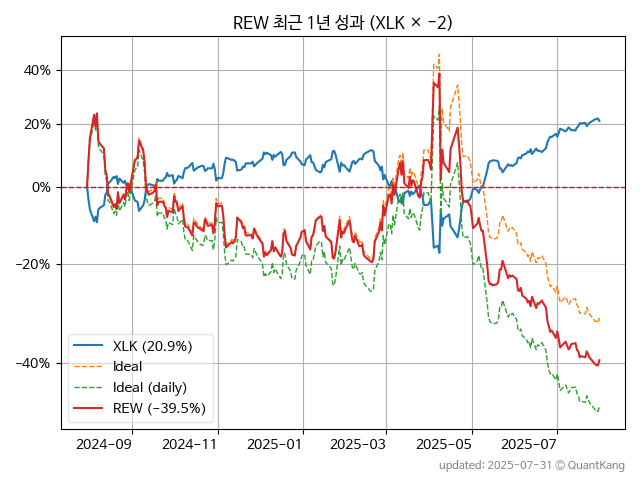 REW 최근 1년 성과 (XLK × −2)
40%
20%
0%
−20%
−40%
XLK (20.9%)
Ideal
Ideal (daily)
REW (−39.5%)
2024−09
2024−11
2025−01
2025−03
2025−05
2025−07
updated: 2025-07-31 © QuantKang